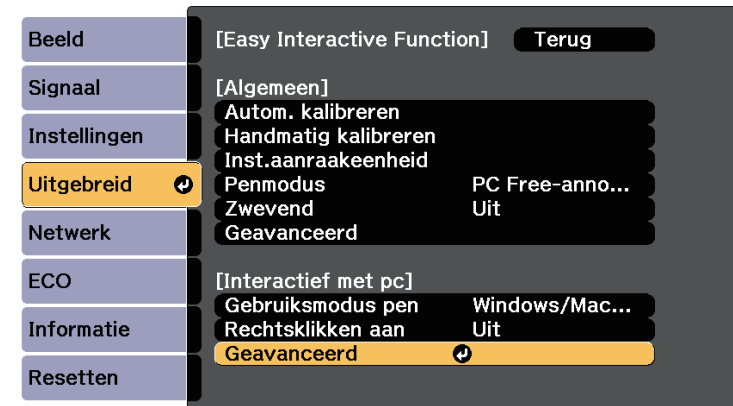 Beeld
Signaal
Instellingen
Uitgebreid
Netwerk
ECO
Informatie
Resetten
[Easy Interactive Function] Terug
[Algemeen]
Autom. kalibreren
Handmatig kalibreren
Inst.aanraakeenheid
Penmodus PC Free-anno...
Zwevend Uit
Geavanceerd
[Interactief met pc]
Gebruiksmodus pen Windows/Mac...
Rechtsklikken aan Uit
Geavanceerd